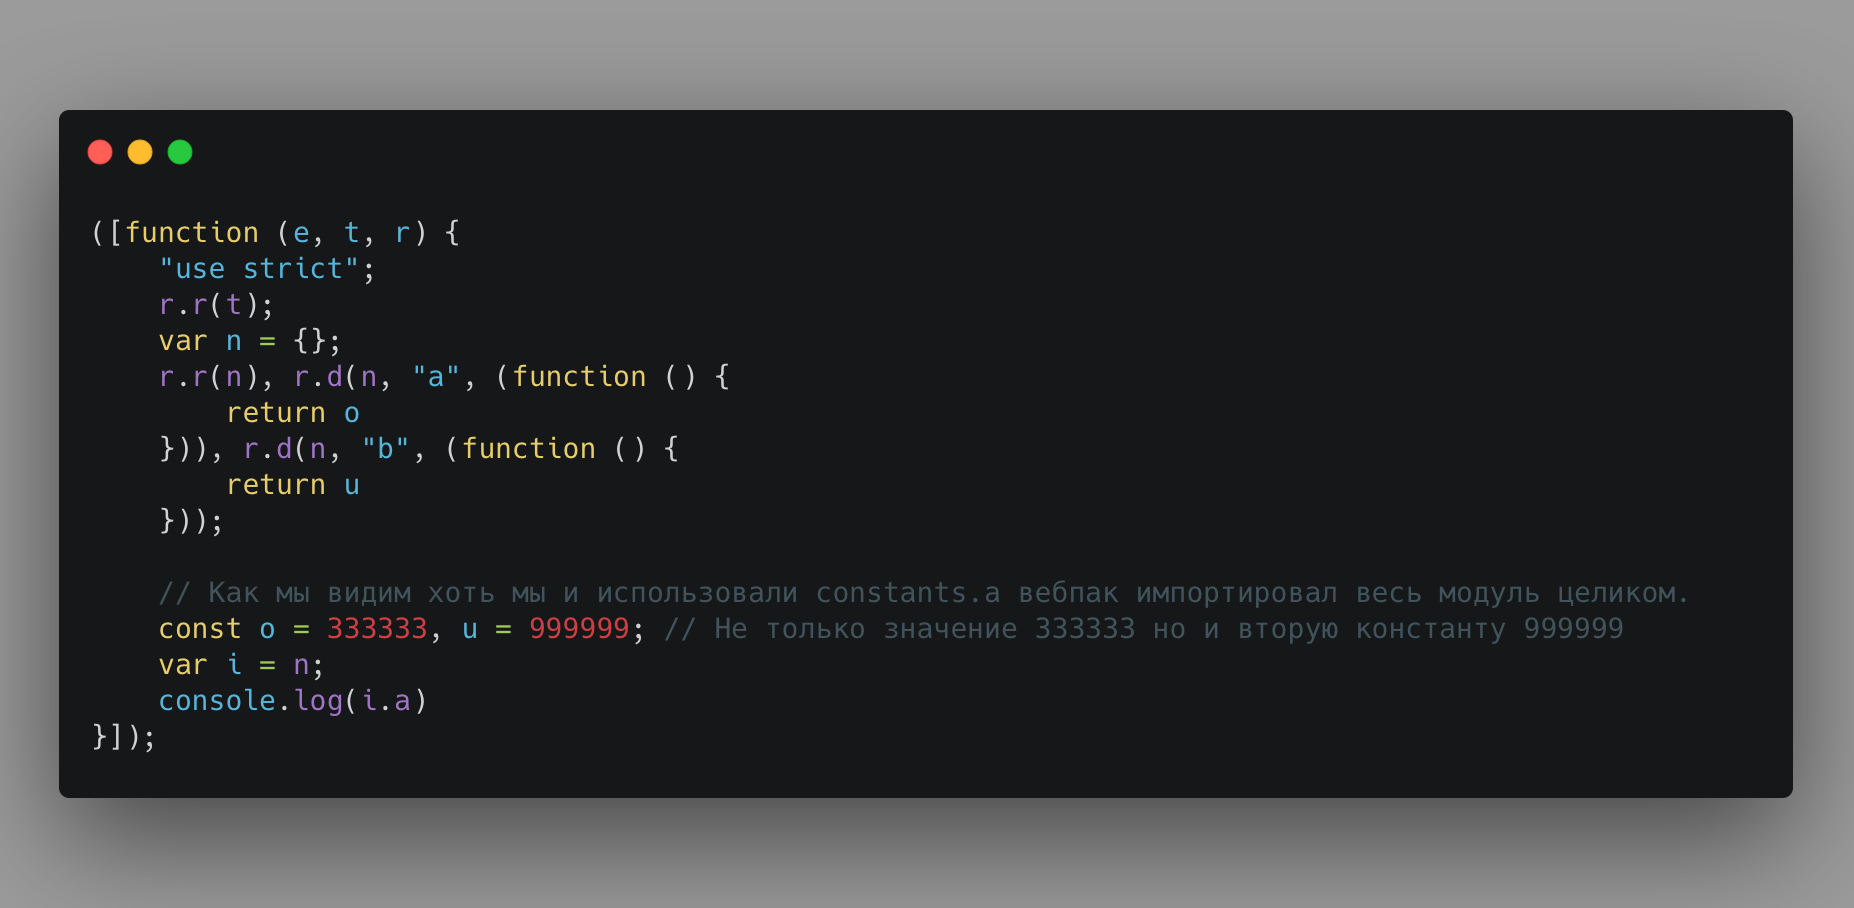 ([function (e, t, r) {
    "use strict";
    r.r(t);
    var n = {};
    r.r(n), r.d(n, "a", (function () {
        return o
    })), r.d(n, "b", (function () {
        return u
    }));

    // Как мы видим хоть мы и использовали constants.a вебпак импортировал весь модуль целиком.
    const o = 333333, u = 999999; // Не только значение 333333 но и вторую константу 999999
    var i = n;
    console.log(i.a)
}]);